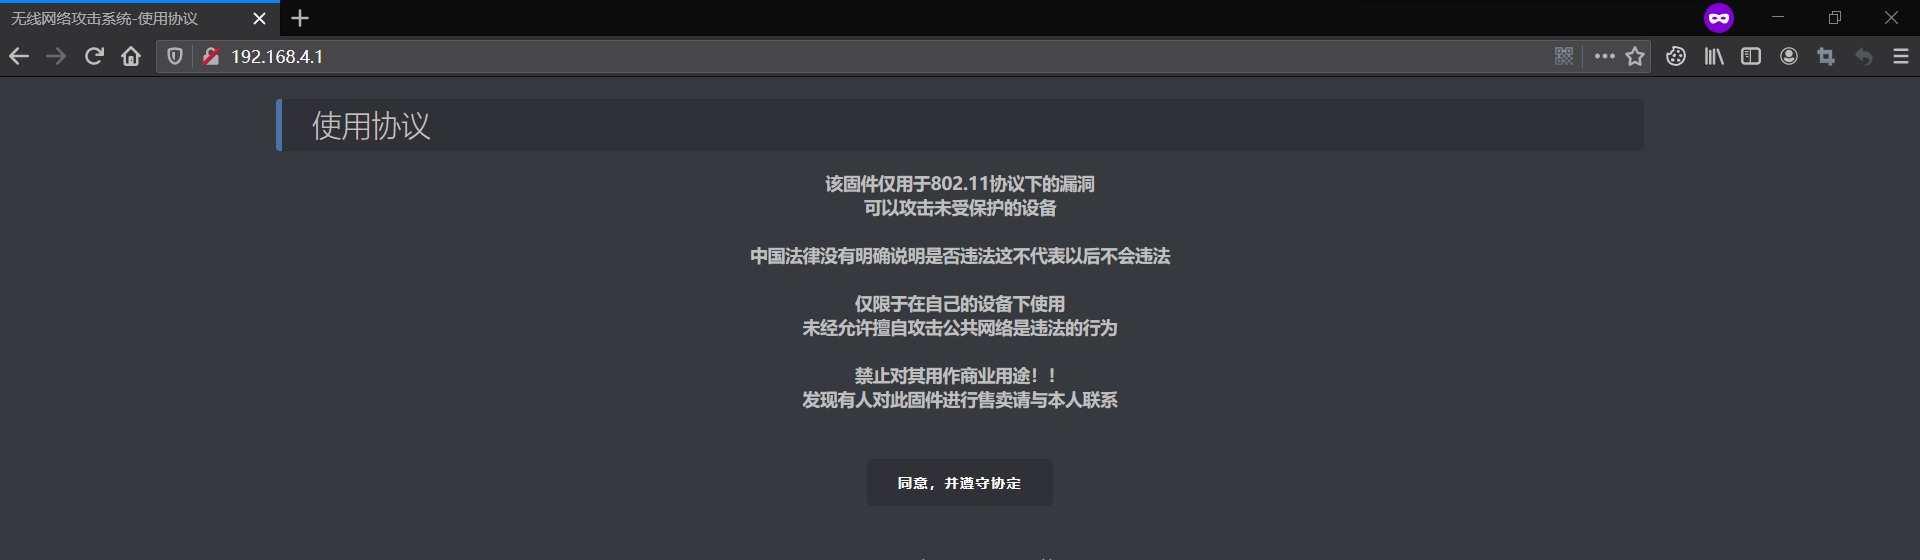 无线网络攻击系统-使用协议
192.168.4.1
使用协议
该固件仅用于802.11协议下的漏洞
可以攻击未受保护的设备
中国法律没有明确说明是否违法这不代表以后不会违法
仅限于在自己的设备下使用
未经允许擅自攻击公共网络是违法的行为
禁止对其用作商业用途！！
发现有人对此固件进行售卖请与本人联系
同意，并遵守协定